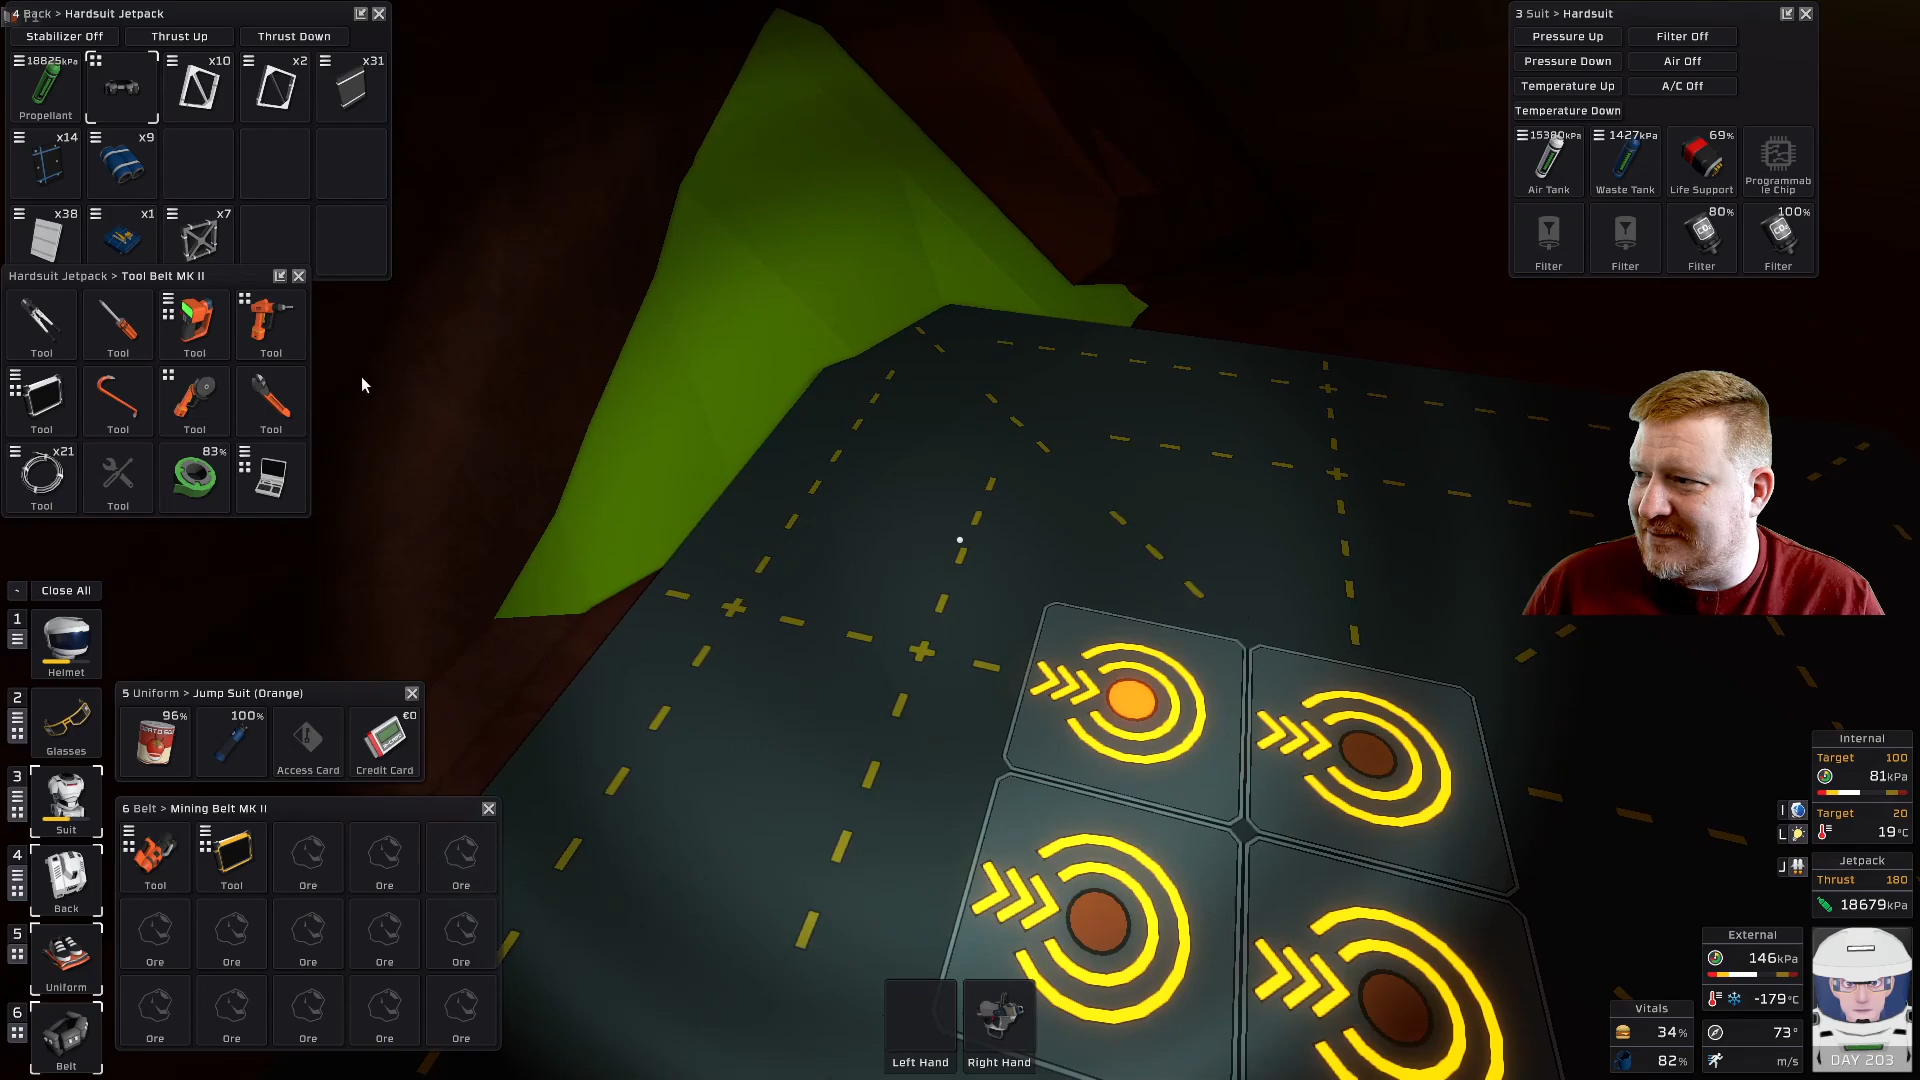 4 Back > Hardsuit Jetpack
Stabilizer Off
Thrust Up
Thrust Down
18825kPa
Propellant
x10
x2
x31
x14
x9
x38
x1
x7
Hardsuit Jetpack > Tool Belt MK II
Tool
Tool
Tool
Tool
Tool
Tool
Tool
Tool
x21
83%
Tool
Tool
~
Close All
1
Helmet
2
Glasses
3
Suit
4
Back
5
Uniform
6
Belt
5 Uniform > Jump Suit (Orange)
96%
100%
€0
Access Card
Credit Card
6 Belt > Mining Belt MK II
Tool
Tool
Ore
Ore
Ore
Ore
Ore
Ore
Ore
Ore
Ore
Ore
Ore
Ore
Ore
Left Hand
Right Hand
3 Suit > Hardsuit
Pressure Up
Filter Off
Pressure Down
Air Off
Temperature Up
A/C Off
Temperature Down
15380kPa
1427kPa
69%
Air Tank
Waste Tank
Life Support
Programmab
le Chip
80%
100%
Filter
Filter
Filter
Filter
Internal
Target 100
81kPa
Target 20
19°C
I
L
J
Jetpack
Thrust 180
18679kPa
External
146kPa
-179°C
Vitals
34%
82%
73°
m/s
DAY 203